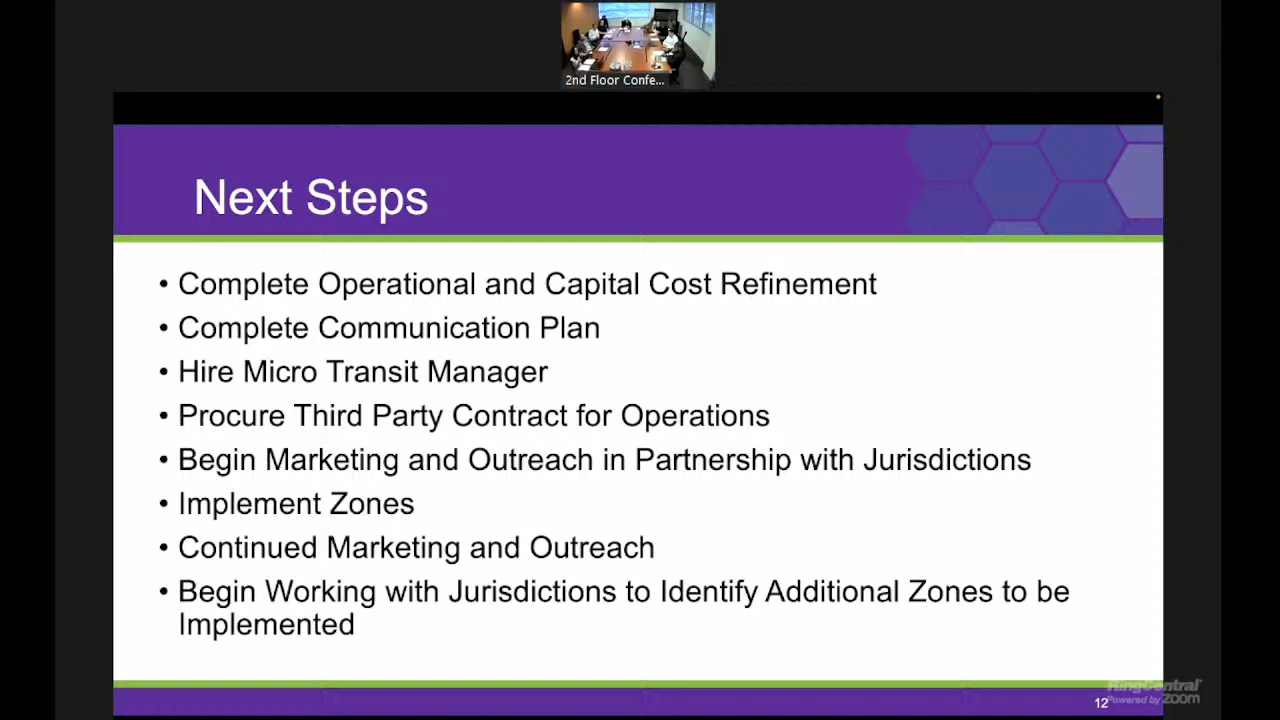 2nd Floor Confe...
Next Steps
• Complete Operational and Capital Cost Refinement
• Complete Communication Plan
• Hire Micro Transit Manager
• Procure Third Party Contract for Operations
• Begin Marketing and Outreach in Partnership with Jurisdictions
• Implement Zones
• Continued Marketing and Outreach
• Begin Working with Jurisdictions to Identify Additional Zones to be
Implemented
RingCentral
12
Powered by zoom